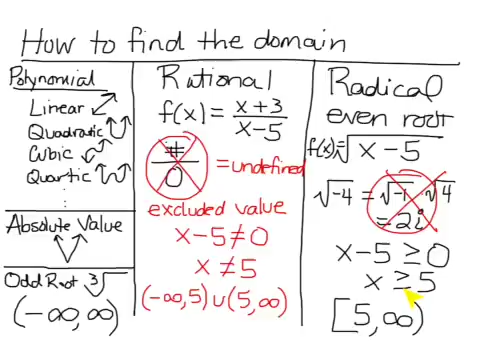 How to find the domain
Polynomial
Linear
Quadratic
Cubic
Quartic
⋮
Absolute Value
Odd Root ∛
(-∞, ∞)
Rational
f(x) = (x+3)/(x-5)
#/0 = undefined
excluded value
x-5≠0
x ≠ 5
(-∞, 5) ∪ (5, ∞)
Radical
even root
f(x)=√(x-5)
√-4 = √-1 √4
= 2i
x-5 ≥ 0
x ≥ 5
[5, ∞)